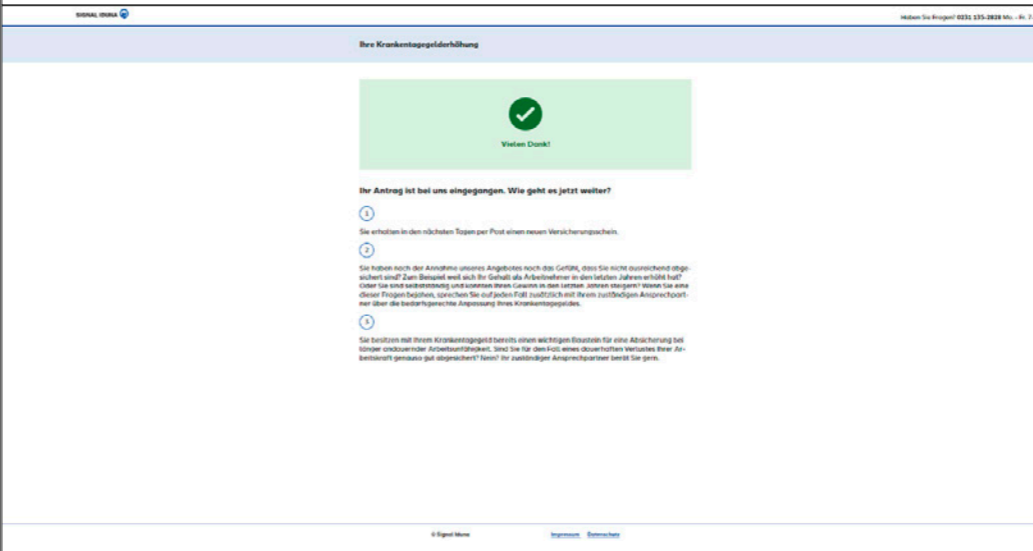 SIGNAL IDUNA
Haben Sie Fragen? 0231 135-2828 Mo. - Fr. 7
Ihre Krankentagegelderhöhung
Vielen Dank!
Ihr Antrag ist bei uns eingegangen. Wie geht es jetzt weiter?
1
Sie erhalten in den nächsten Tagen per Post einen neuen Versicherungsschein.
2
Sie haben nach der Annahme unseres Angebotes noch das Gefühl, dass Sie nicht ausreichend abge-
sichert sind? Zum Beispiel weil sich Ihr Gehalt als Arbeitnehmer in den letzten Jahren erhöht hat?
Oder Sie sind selbstständig und konnten Ihren Gewinn in den letzten Jahren steigern? Wenn Sie eine
dieser Fragen bejahen, sprechen Sie auf jeden Fall zusätzlich mit Ihrem zuständigen Ansprechpart-
ner über die bedarfsgerechte Anpassung Ihres Krankentagegeldes.
3
Sie besitzen mit Ihrem Krankentagegeld bereits einen wichtigen Baustein für eine Absicherung bei
länger andauernder Arbeitsunfähigkeit. Sind Sie für den Fall eines dauerhaften Verlustes Ihrer Ar-
beitskraft genauso gut abgesichert? Nein? Ihr zuständiger Ansprechpartner berät Sie gern.
© Signal Iduna Impressum Datenschutz